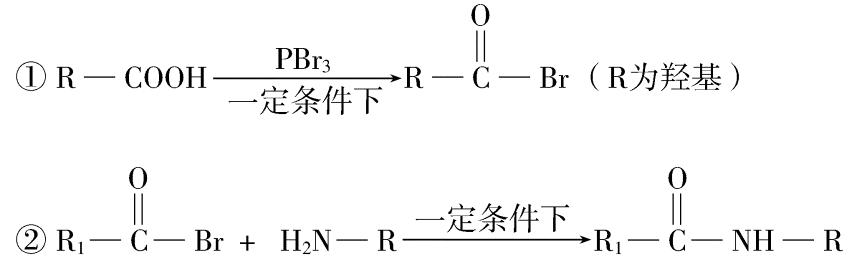 O
① R—COOH PBr₃ 一定条件下 R—C—Br（R为羟基）
O O
② R₁—C—Br + H₂N—R 一定条件下 R₁—C—NH—R